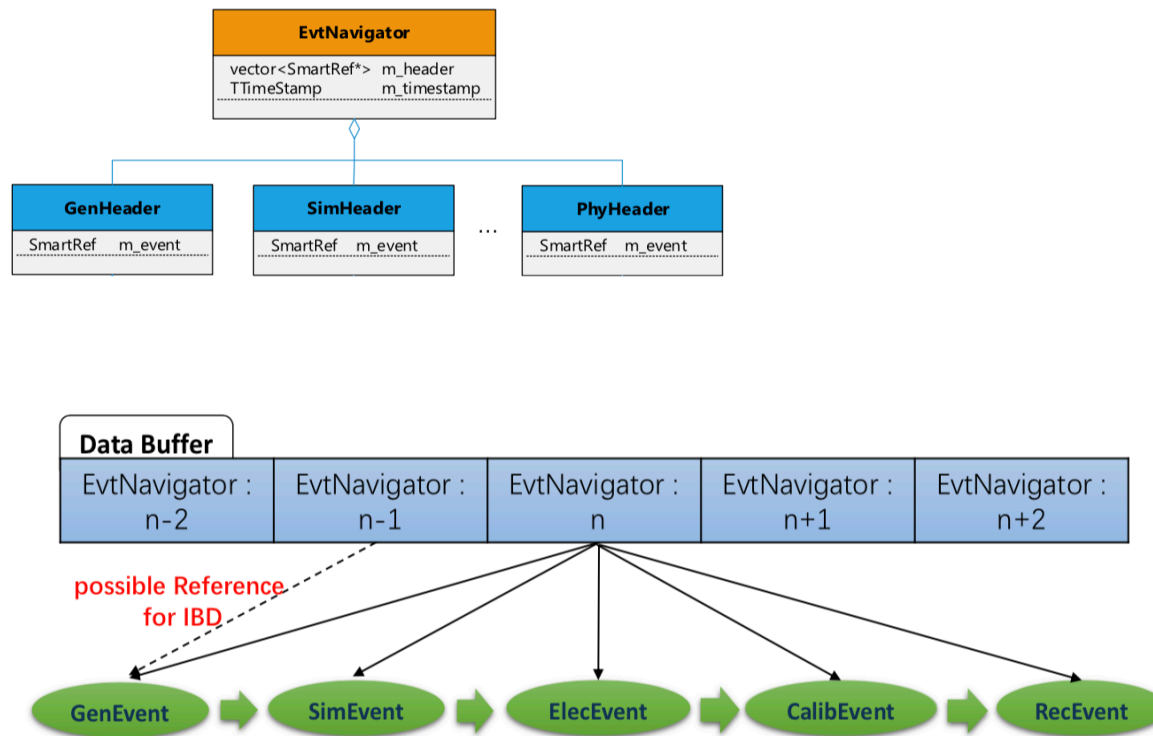 EvtNavigator
vector<SmartRef*> m_header
TTimeStamp m_timestamp
GenHeader
SmartRef m_event
SimHeader
SmartRef m_event
...
PhyHeader
SmartRef m_event
Data Buffer
EvtNavigator :
n-2
EvtNavigator :
n-1
EvtNavigator :
n
EvtNavigator :
n+1
EvtNavigator :
n+2
possible Reference
for IBD
GenEvent
SimEvent
ElecEvent
CalibEvent
RecEvent